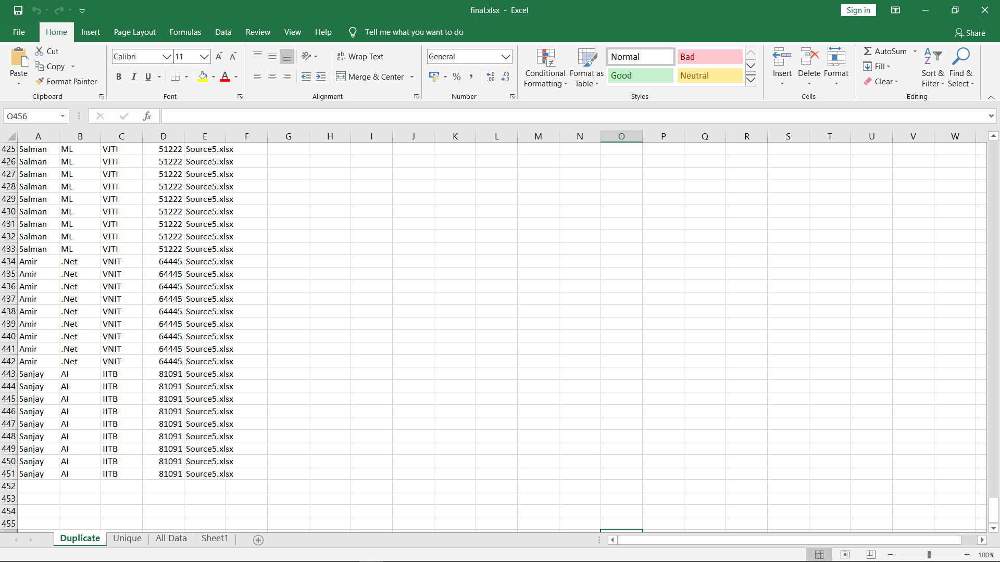 final.xlsx - Excel
Sign in
File Home Insert Page Layout Formulas Data Review View Help Tell me what you want to do Share
Paste
Cut
Copy
Format Painter
Clipboard
Calibri 11
B I U
Font
Wrap Text
Merge & Center
Alignment
General
Number
Conditional Formatting
Format as Table
Normal Bad
Good Neutral
Styles
Insert Delete Format
Cells
AutoSum
Fill
Clear
Sort & Filter
Find & Select
Editing
O456 fx
A B C D E F G H I J K L M N O P Q R S T U V W
425 Salman ML VJTI 51222 Source5.xlsx
426 Salman ML VJTI 51222 Source5.xlsx
427 Salman ML VJTI 51222 Source5.xlsx
428 Salman ML VJTI 51222 Source5.xlsx
429 Salman ML VJTI 51222 Source5.xlsx
430 Salman ML VJTI 51222 Source5.xlsx
431 Salman ML VJTI 51222 Source5.xlsx
432 Salman ML VJTI 51222 Source5.xlsx
433 Salman ML VJTI 51222 Source5.xlsx
434 Amir .Net VNIT 64445 Source5.xlsx
435 Amir .Net VNIT 64445 Source5.xlsx
436 Amir .Net VNIT 64445 Source5.xlsx
437 Amir .Net VNIT 64445 Source5.xlsx
438 Amir .Net VNIT 64445 Source5.xlsx
439 Amir .Net VNIT 64445 Source5.xlsx
440 Amir .Net VNIT 64445 Source5.xlsx
441 Amir .Net VNIT 64445 Source5.xlsx
442 Amir .Net VNIT 64445 Source5.xlsx
443 Sanjay AI IITB 81091 Source5.xlsx
444 Sanjay AI IITB 81091 Source5.xlsx
445 Sanjay AI IITB 81091 Source5.xlsx
446 Sanjay AI IITB 81091 Source5.xlsx
447 Sanjay AI IITB 81091 Source5.xlsx
448 Sanjay AI IITB 81091 Source5.xlsx
449 Sanjay AI IITB 81091 Source5.xlsx
450 Sanjay AI IITB 81091 Source5.xlsx
451 Sanjay AI IITB 81091 Source5.xlsx
452
453
454
455
Duplicate Unique All Data Sheet1
100%